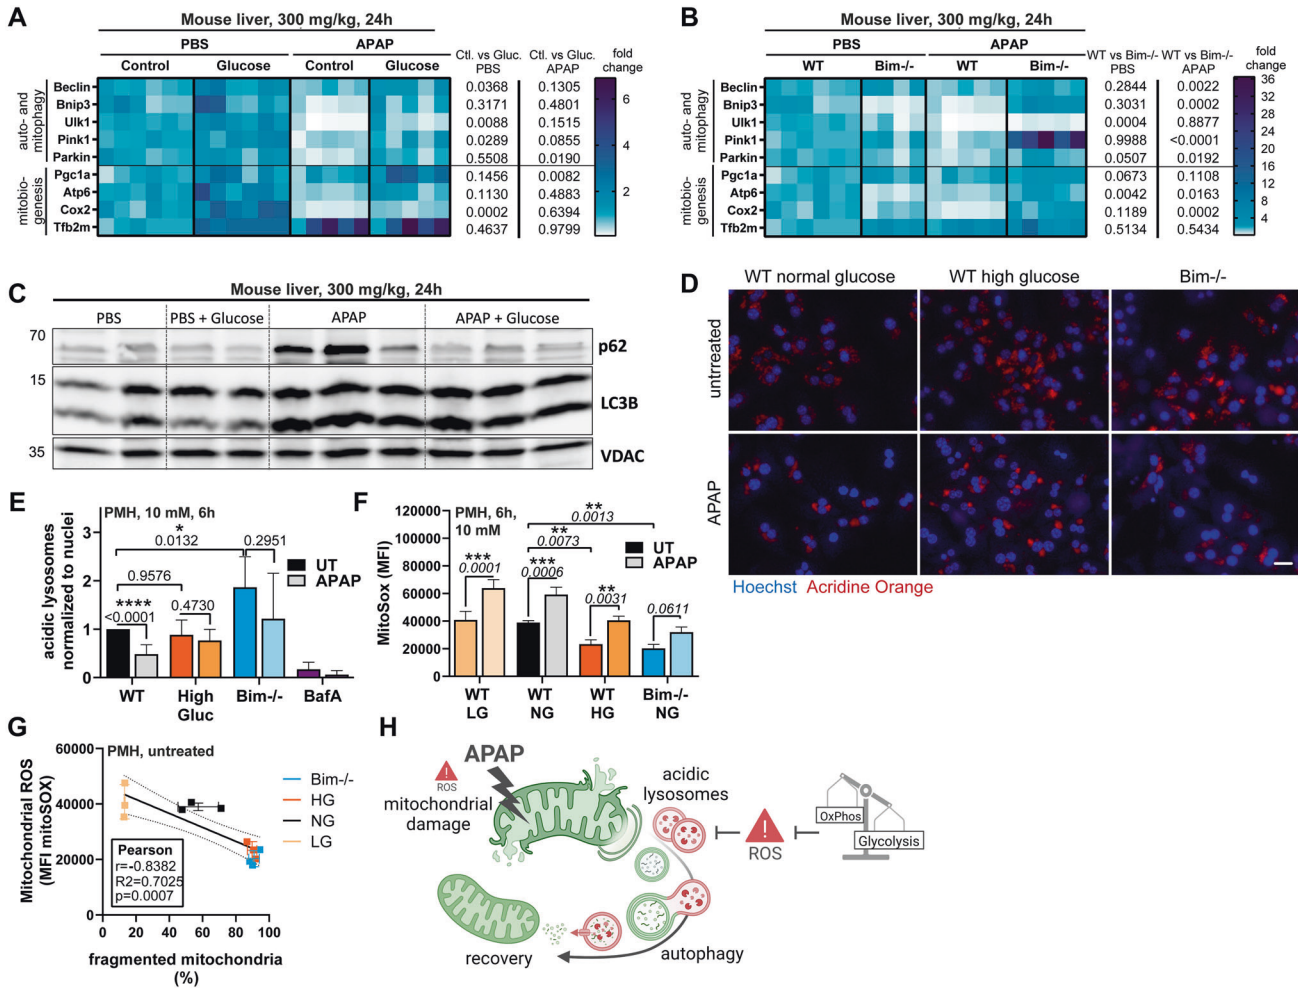 A
Mouse liver, 300 mg/kg, 24h
PBS APAP
Control Glucose Control Glucose
Ctl. vs Gluc. PBS
Ctl. vs Gluc. APAP
fold change
auto- and mitophagy
Beclin 0.0368 0.1305
Bnip3 0.3171 0.4801
Ulk1 0.0088 0.1515
Pink1 0.0289 0.0855
Parkin 0.5508 0.0190
mitobio-genesis
Pgc1a 0.1456 0.0082
Atp6 0.1130 0.4883
Cox2 0.0002 0.6394
Tfb2m 0.4637 0.9799
6
4
2
B
Mouse liver, 300 mg/kg, 24h
PBS APAP
WT Bim-/- WT Bim-/-
WT vs Bim-/- PBS
WT vs Bim-/- APAP
fold change
auto- and mitophagy
Beclin 0.2844 0.0022
Bnip3 0.3031 0.0002
Ulk1 0.0004 0.8877
Pink1 0.9988 <0.0001
Parkin 0.0507 0.0192
mitobio-genesis
Pgc1a 0.0673 0.1108
Atp6 0.0042 0.0163
Cox2 0.1189 0.0002
Tfb2m 0.5134 0.5434
36
32
28
24
20
16
12
8
4
C
Mouse liver, 300 mg/kg, 24h
PBS PBS + Glucose APAP APAP + Glucose
70 p62
15 LC3B
35 VDAC
D
WT normal glucose WT high glucose Bim-/-
untrreated
APAP
Hoechst Acridine Orange
E
PMH, 10 mM, 6h
acidic lysosomes
normalized to nuclei
3
2
1
0
*
0.0132
0.2951
0.9576
****
<0.0001
0.4730
UT
APAP
WT High Gluc Bim-/- BafA
F
PMH, 6h, 10 mM
MitoSox (MFI)
120000
100000
80000
60000
40000
20000
0
**
0.0013
**
0.0073
***
0.0001
***
0.0006
**
0.0031
0.0611
UT
APAP
WT LG
WT NG
WT HG
Bim-/- NG
G
PMH, untreated
Mitochondrial ROS
(MFI mitoSOX)
60000
40000
20000
0
0 20 40 60 80 100
fragmented mitochondria
(%)
Pearson
r=-0.8382
R2=0.7025
p=0.0007
Bim-/-
HG
NG
LG
H
APAP
ROS
mitochondrial
damage
acidic
lysosomes
ROS
OxPhos
Glycolysis
autophagy
recovery